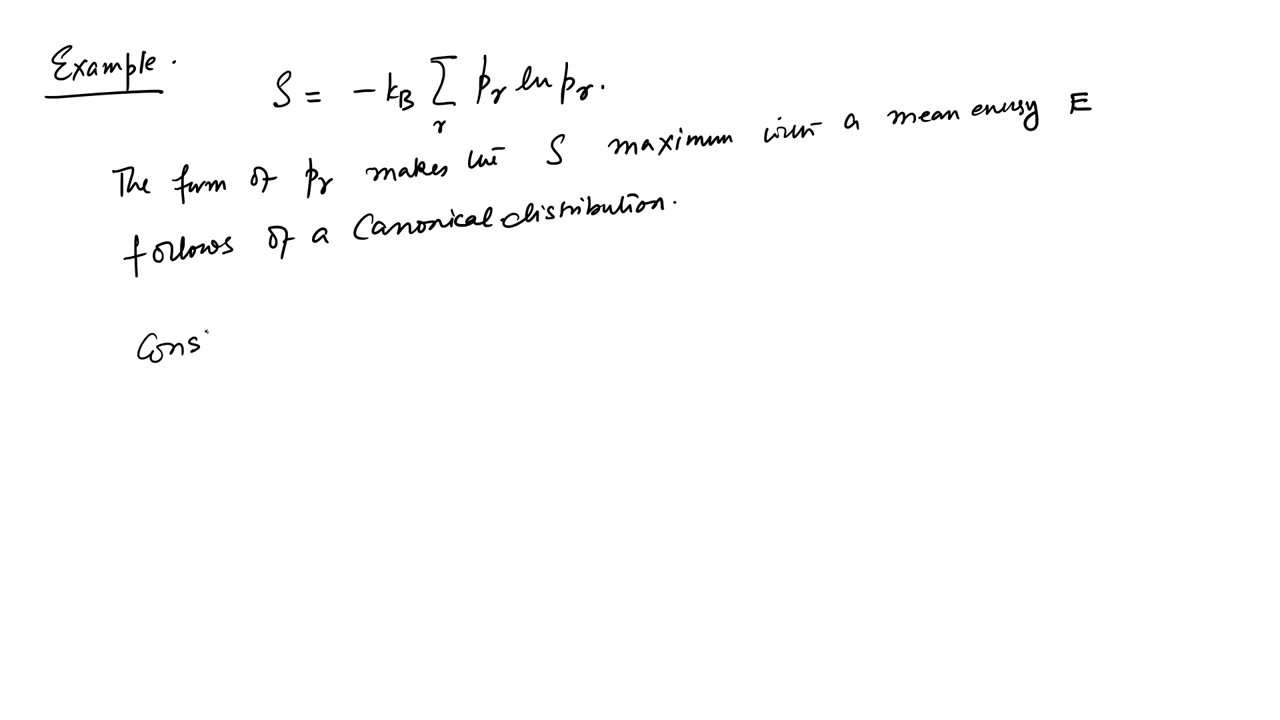 Example.
S = -k_B Σ_r p_r ln p_r.
The form of p_r makes the S maximum with a mean energy E
follows of a Canonical distribution.
Cons